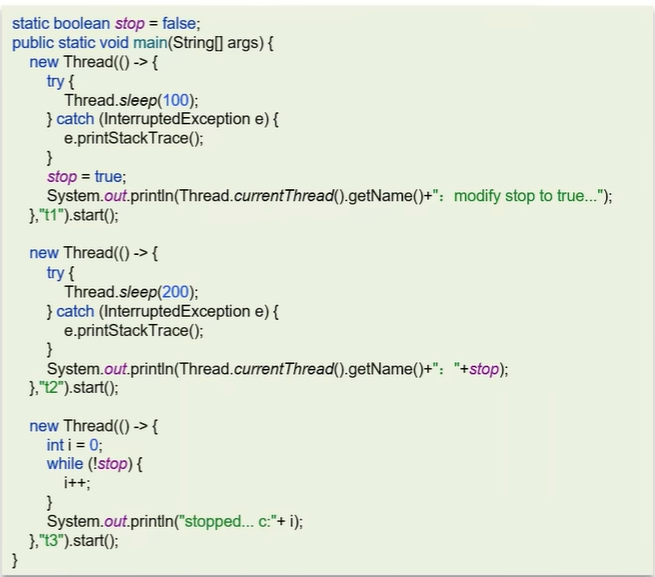 static boolean stop = false;
public static void main(String[] args) {
    new Thread(() -> {
        try {
            Thread.sleep(100);
        } catch (InterruptedException e) {
            e.printStackTrace();
        }
        stop = true;
        System.out.println(Thread.currentThread().getName()+"：modify stop to true...");
    },"t1").start();

    new Thread(() -> {
        try {
            Thread.sleep(200);
        } catch (InterruptedException e) {
            e.printStackTrace();
        }
        System.out.println(Thread.currentThread().getName()+"："+stop);
    },"t2").start();

    new Thread(() -> {
        int i = 0;
        while (!stop) {
            i++;
        }
        System.out.println("stopped... c:"+ i);
    },"t3").start();
}